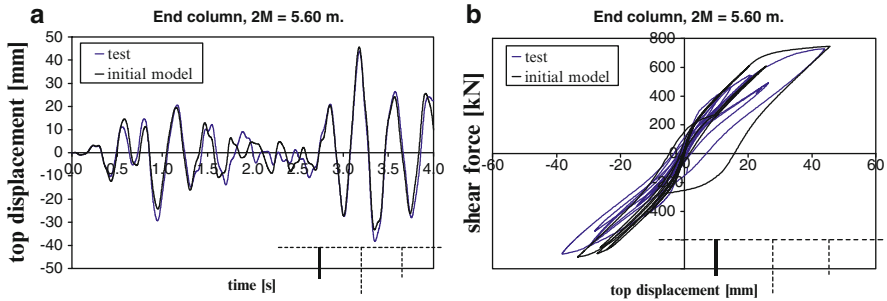 a
End column, 2M = 5.60 m.
top displacement [mm]
50
40
30
20
10
0
-10
-20
-30
-40
-50
test
initial model
0.0 0.5 1.0 1.5 2.0 2.5 3.0 3.5 4.0
time [s]
b
End column, 2M = 5.60 m.
shear force [kN]
test
initial model
800
600
400
200
0
-200
-400
-60 -40 -20 0 20 40 60
top displacement [mm]